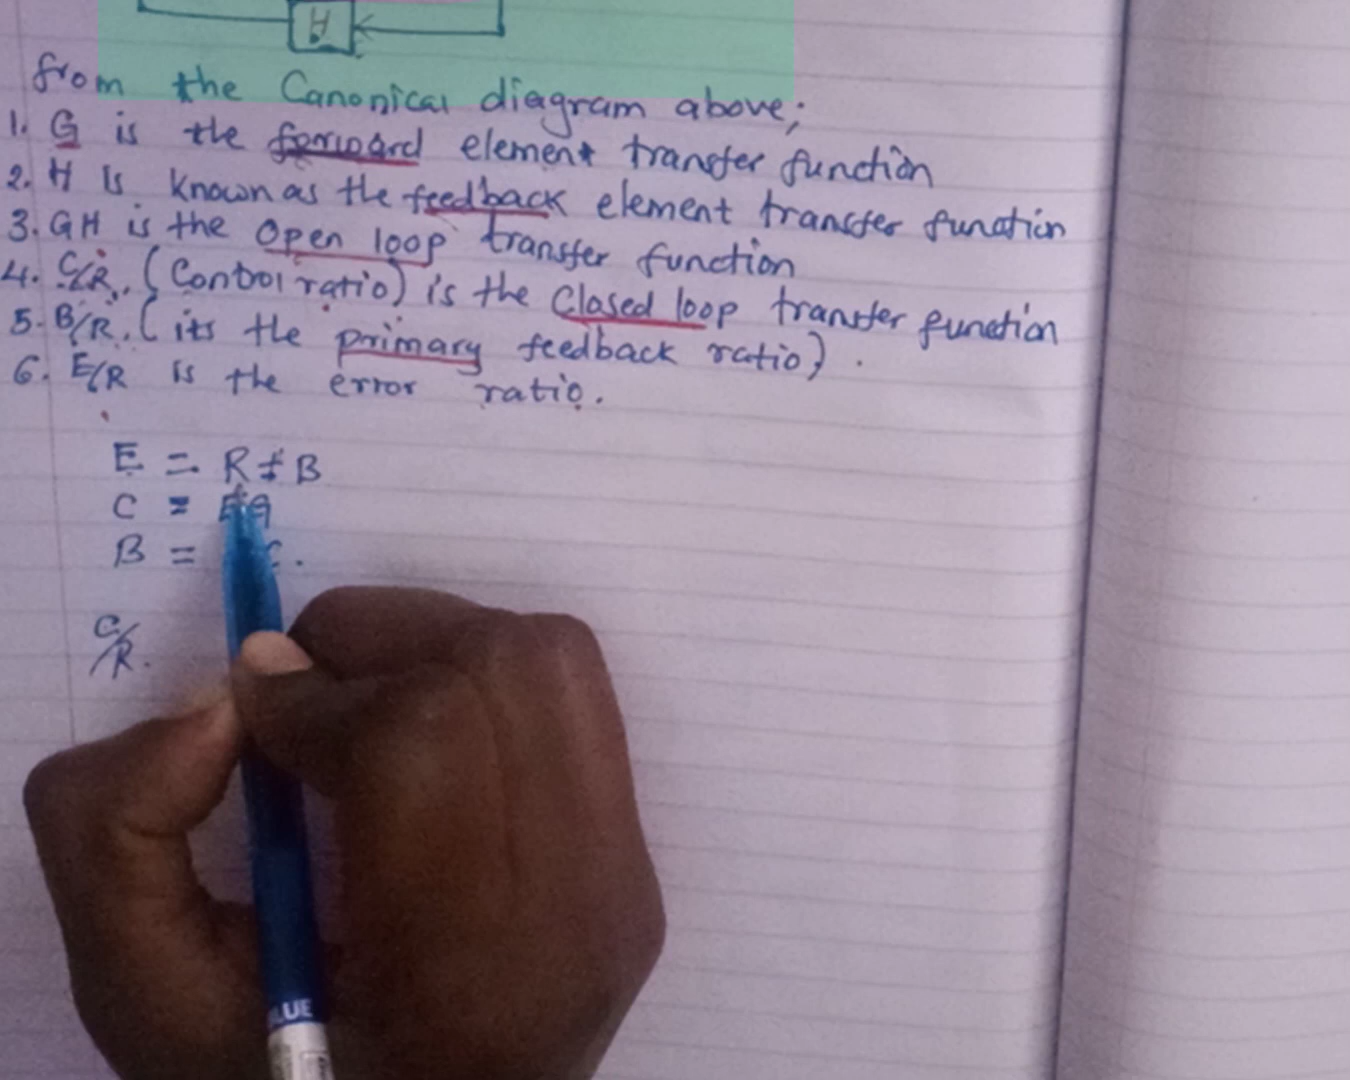 H
from the Canonical diagram above;
1. G is the forward element transfer function
2. H Is known as the feedback element transfer function
3. GH is the open loop transfer function
4. C/R. (Control ratio) is the Closed loop transfer function
5. B/R. (its the primary feedback ratio).
6. E/R is the error ratio.
E = R ∓ B
C = EG
B = C.
C/R.
LUE